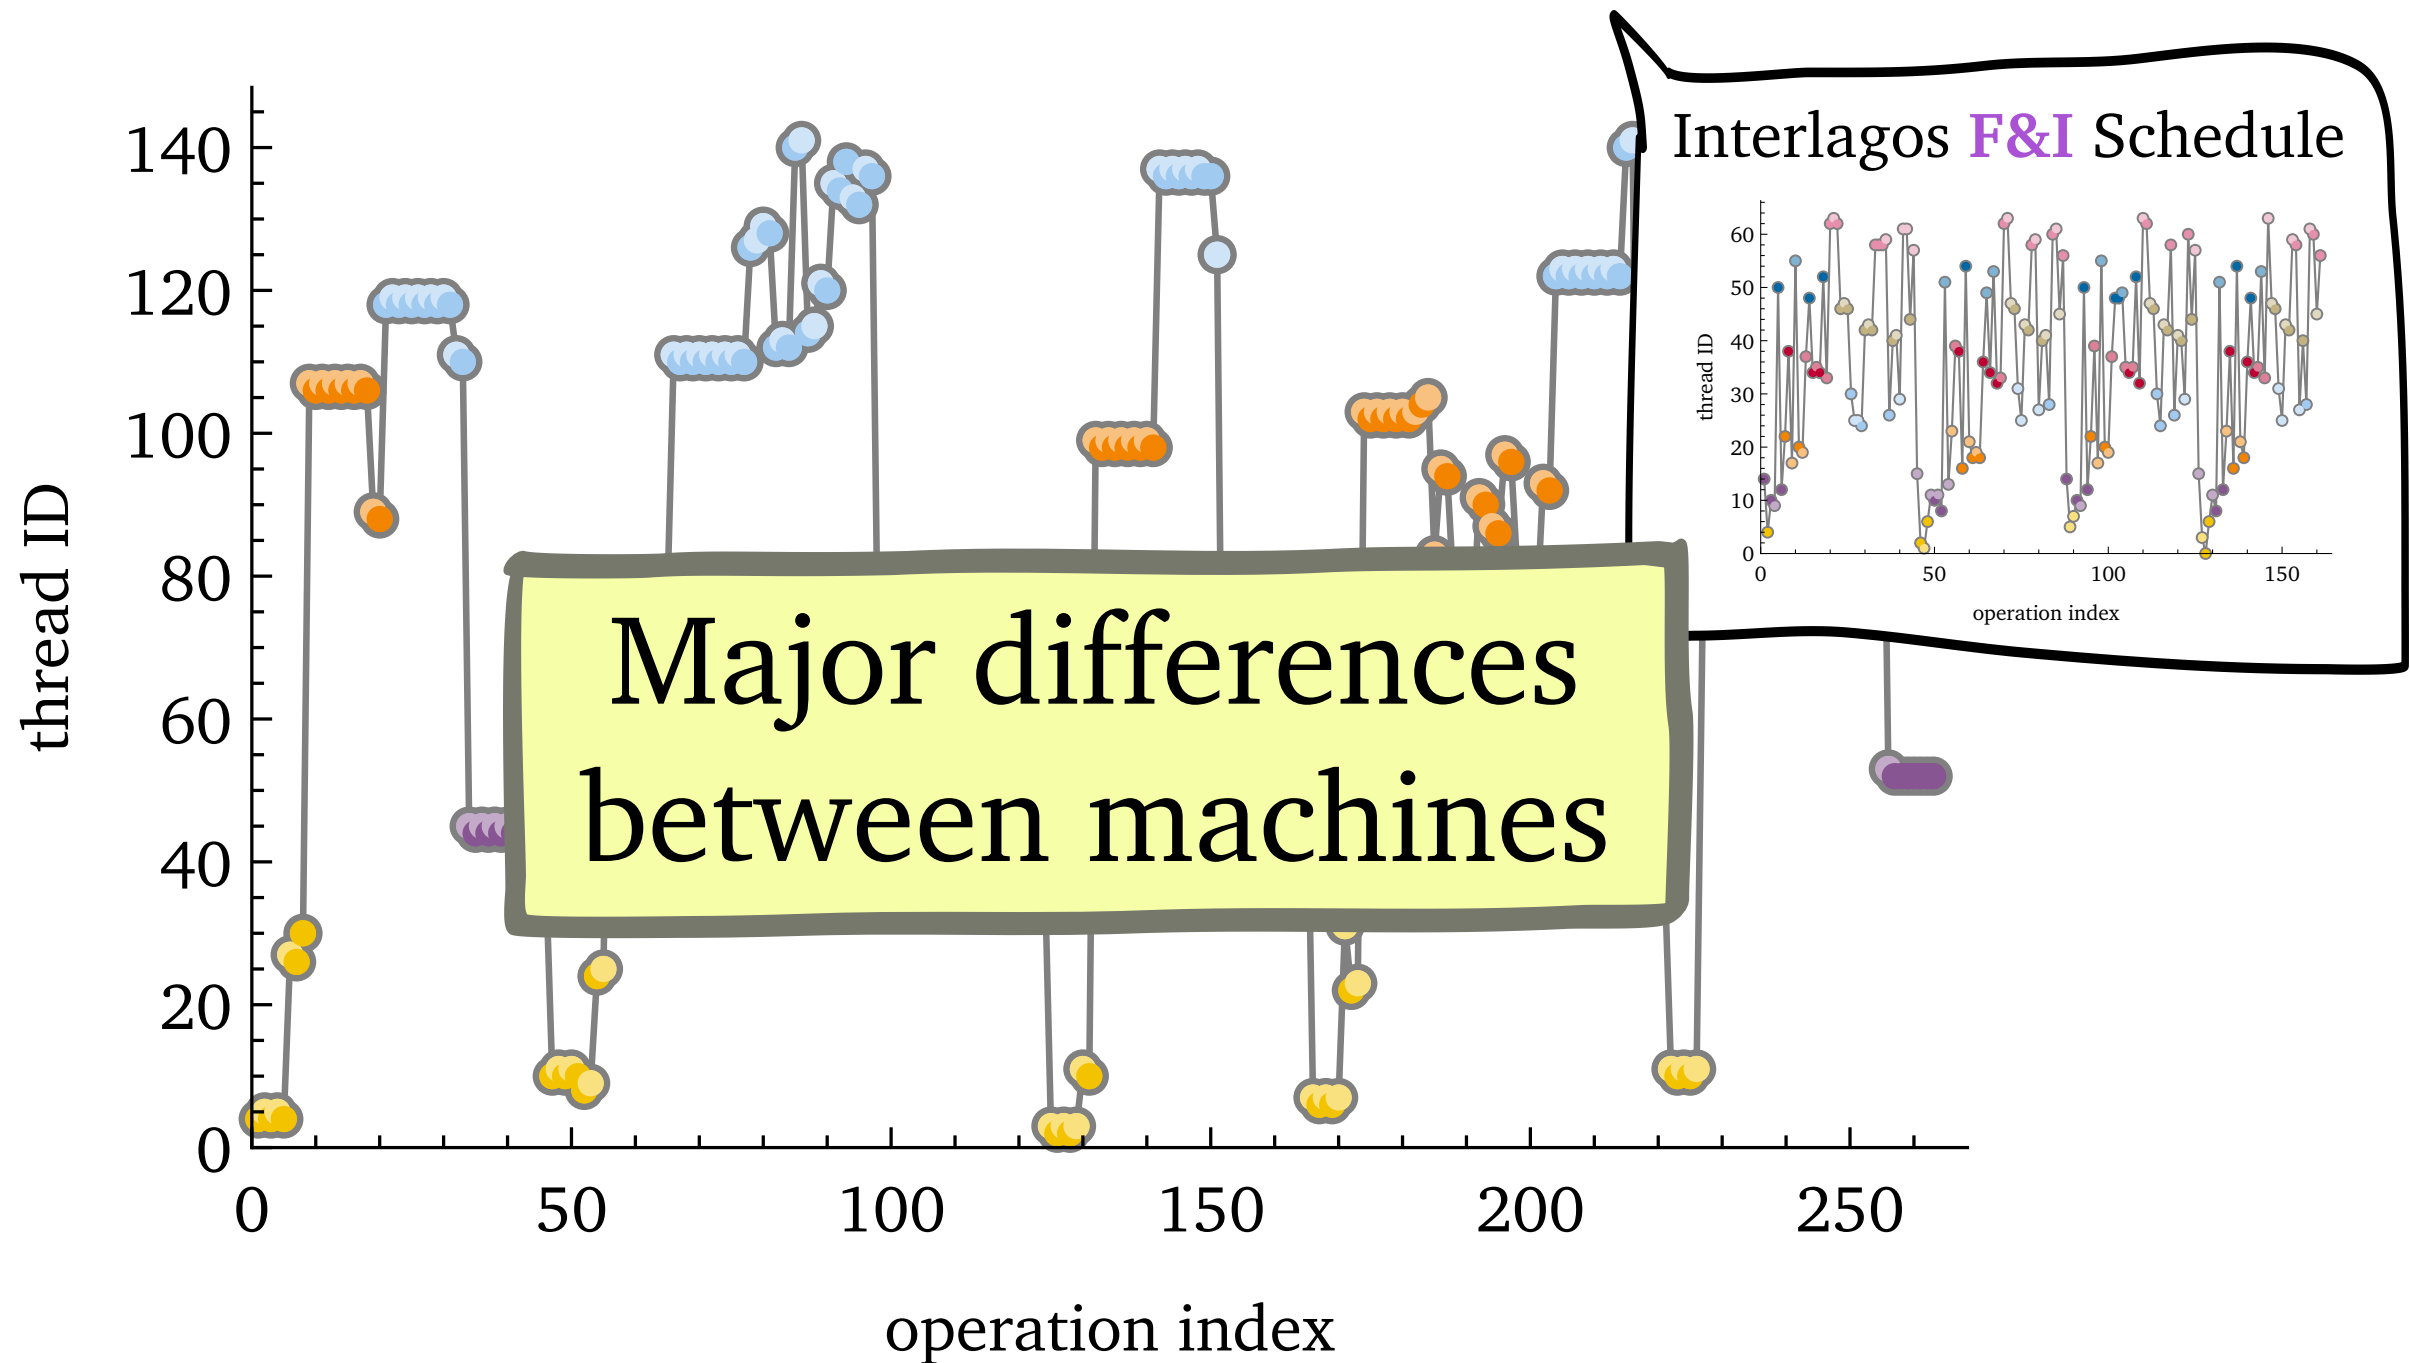 Interlagos F&I Schedule
thread ID
60
50
40
30
20
10
0
0 50 100 150
operation index
Major differences
between machines
thread ID
140
120
100
80
60
40
20
0
0 50 100 150 200 250
operation index